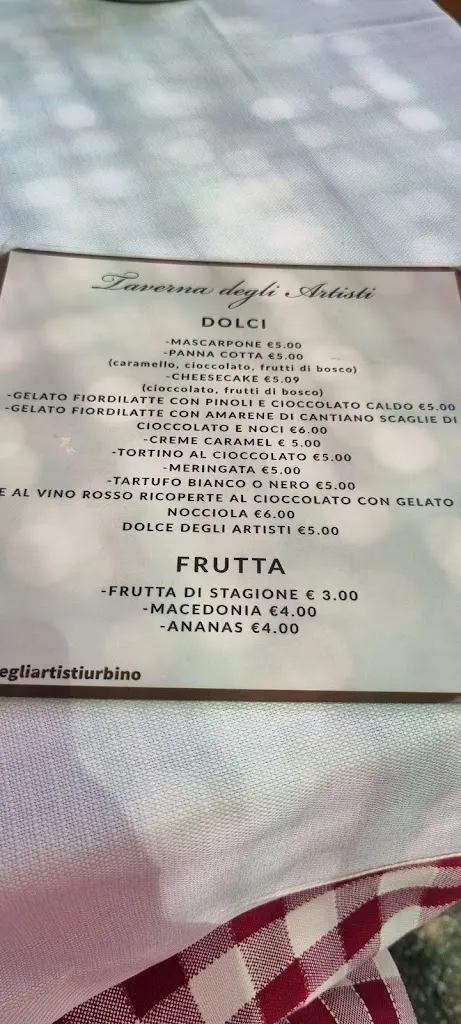 Taverna degli Artisti
DOLCI
-MASCARPONE €5.00
-PANNA COTTA €5.00
(caramello, cioccolato, frutti di bosco)
-CHEESECAKE €5.09
(cioccolato, frutti di bosco)
-GELATO FIORDILATTE CON PINOLI E CIOCCOLATO CALDO €5.00
-GELATO FIORDILATTE CON AMARENE DI CANTIANO SCAGLIE DI
CIOCCOLATO E NOCI €6.00
-CREME CARAMEL € 5.00
-TORTINO AL CIOCCOLATO €5.00
-MERINGATA €5.00
-TARTUFO BIANCO O NERO €5.00
E AL VINO ROSSO RICOPERTE AL CIOCCOLATO CON GELATO
NOCCIOLA €6.00
DOLCE DEGLI ARTISTI €5.00
FRUTTA
-FRUTTA DI STAGIONE € 3.00
-MACEDONIA €4.00
-ANANAS €4.00
egliartistiurbino